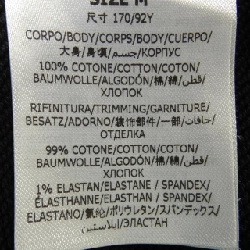 SIZE M
尺寸 170/92Y
CORPO/BODY/CORPS/BODY/CUERPO/
大身/身頃/جسم/КОРПУС
100% COTONE/COTTON/COTON/
BAUMWOLLE/ALGODÓN/棉/綿/قطن/
ХЛОПОК
RIFINITURA/TRIMMING/GARNITURE/
BESATZ/ADORNO/部饰/一部/حافات/
ОТДЕЛКА
99% COTONE/COTTON/COTON/
BAUMWOLLE/ALGODÓN/棉/綿/قطن/
ХЛОПОК
1% ELASTAN/ELASTANE / SPANDEX/
ÉLASTHANNE/ELASTHAN / SPANDEX/
ELASTANO/氨纶/ポリウレタン/スパンデックス/
إيلاستين/ЭЛАСТАН